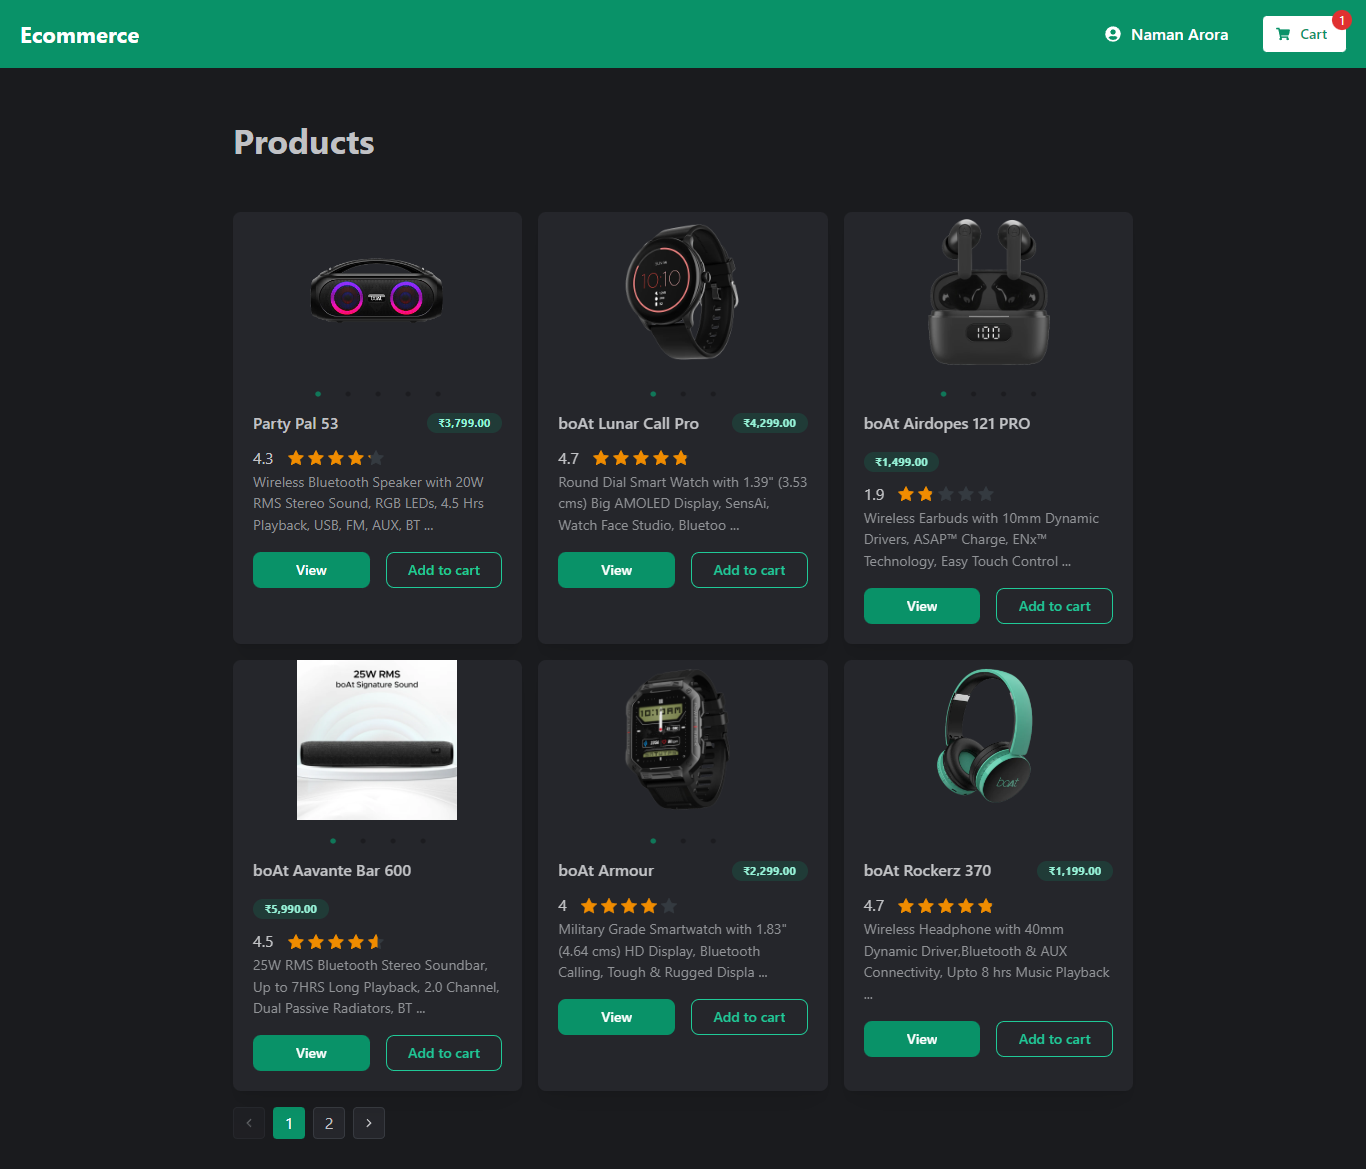 Ecommerce
Naman Arora
Cart
1
Products
10:10
100
Party Pal 53
₹3,799.00
4.3
Wireless Bluetooth Speaker with 20W
RMS Stereo Sound, RGB LEDs, 4.5 Hrs
Playback, USB, FM, AUX, BT ...
View
Add to cart
boAt Lunar Call Pro
₹4,299.00
4.7
Round Dial Smart Watch with 1.39" (3.53
cms) Big AMOLED Display, SensAi,
Watch Face Studio, Bluetoo ...
View
Add to cart
boAt Airdopes 121 PRO
₹1,499.00
1.9
Wireless Earbuds with 10mm Dynamic
Drivers, ASAP™ Charge, ENx™
Technology, Easy Touch Control ...
View
Add to cart
25W RMS
boAt Signature Sound
10:10AM
boAt
boAt Aavante Bar 600
₹5,990.00
4.5
25W RMS Bluetooth Stereo Soundbar,
Up to 7HRS Long Playback, 2.0 Channel,
Dual Passive Radiators, BT ...
View
Add to cart
boAt Armour
₹2,299.00
4
Military Grade Smartwatch with 1.83"
(4.64 cms) HD Display, Bluetooth
Calling, Tough & Rugged Displa ...
View
Add to cart
boAt Rockerz 370
₹1,199.00
4.7
Wireless Headphone with 40mm
Dynamic Driver,Bluetooth & AUX
Connectivity, Upto 8 hrs Music Playback
...
View
Add to cart
1
2